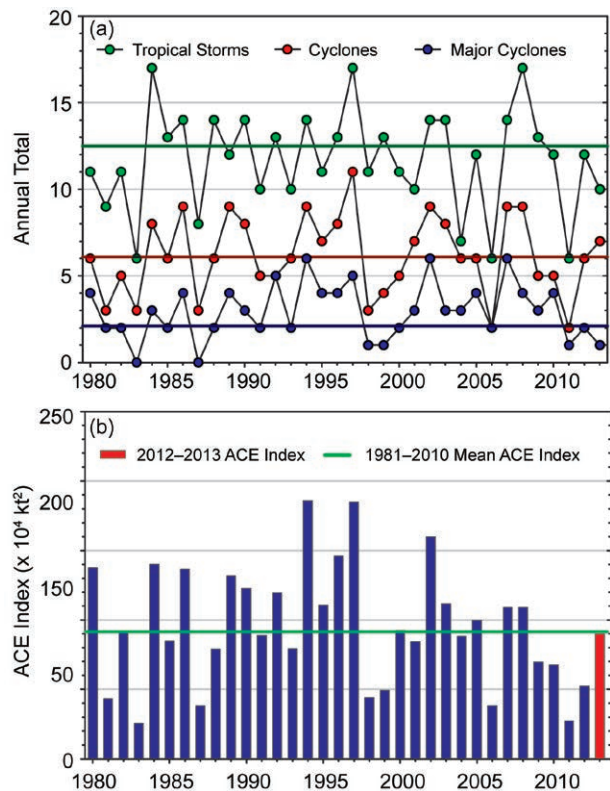 (a)
Tropical Storms Cyclones Major Cyclones
20
15
10
5
0
Annual Total
1980 1985 1990 1995 2000 2005 2010
(b)
2012–2013 ACE Index 1981–2010 Mean ACE Index
250
200
150
50
0
ACE Index (x 10⁴ kt²)
1980 1985 1990 1995 2000 2005 2010